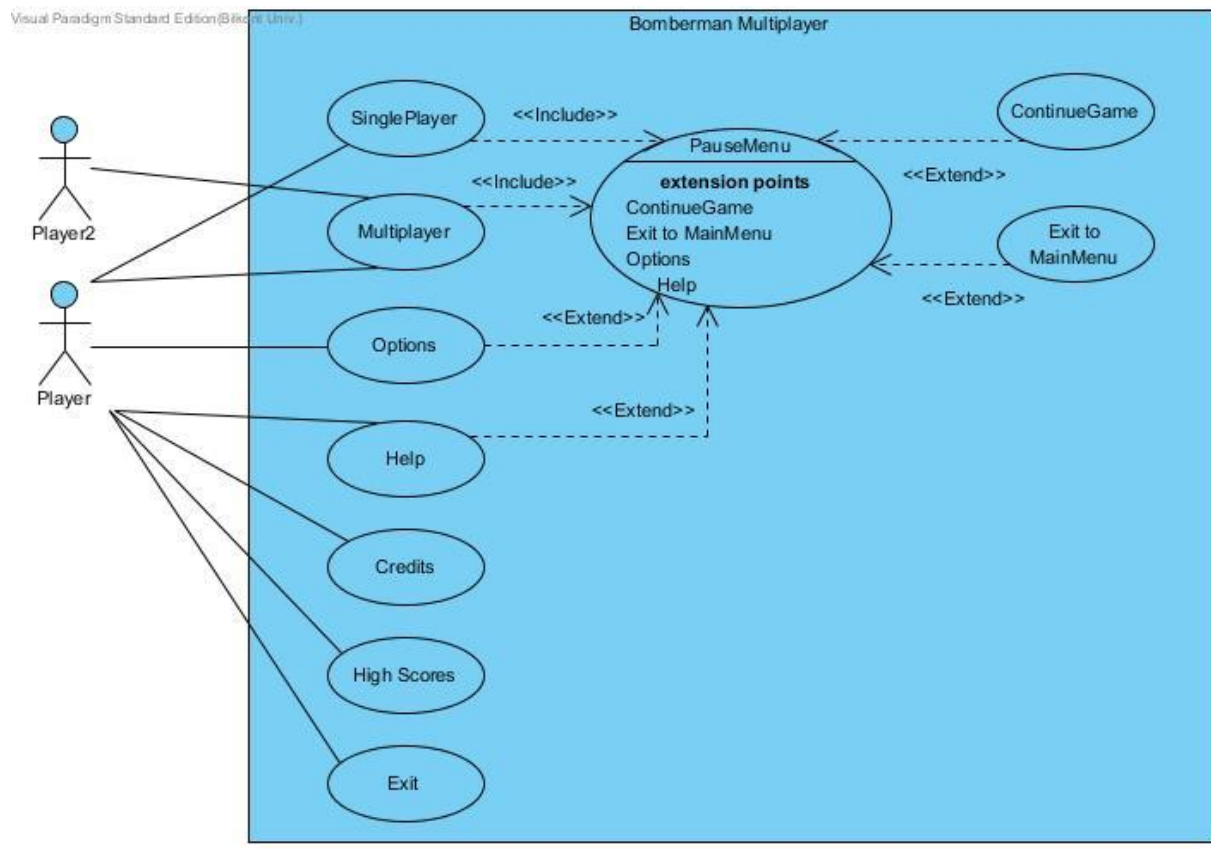 Visual Paradigm Standard Edition(Bilkent Univ.)
Bomberman Multiplayer
SinglePlayer
<<Include>>
ContinueGame
PauseMenu
extension points
ContinueGame
Exit to MainMenu
Options
Help
<<Extend>>
<<Include>>
Player2
Multiplayer
Exit to
MainMenu
<<Extend>>
<<Extend>>
Options
Player
<<Extend>>
Help
Credits
High Scores
Exit